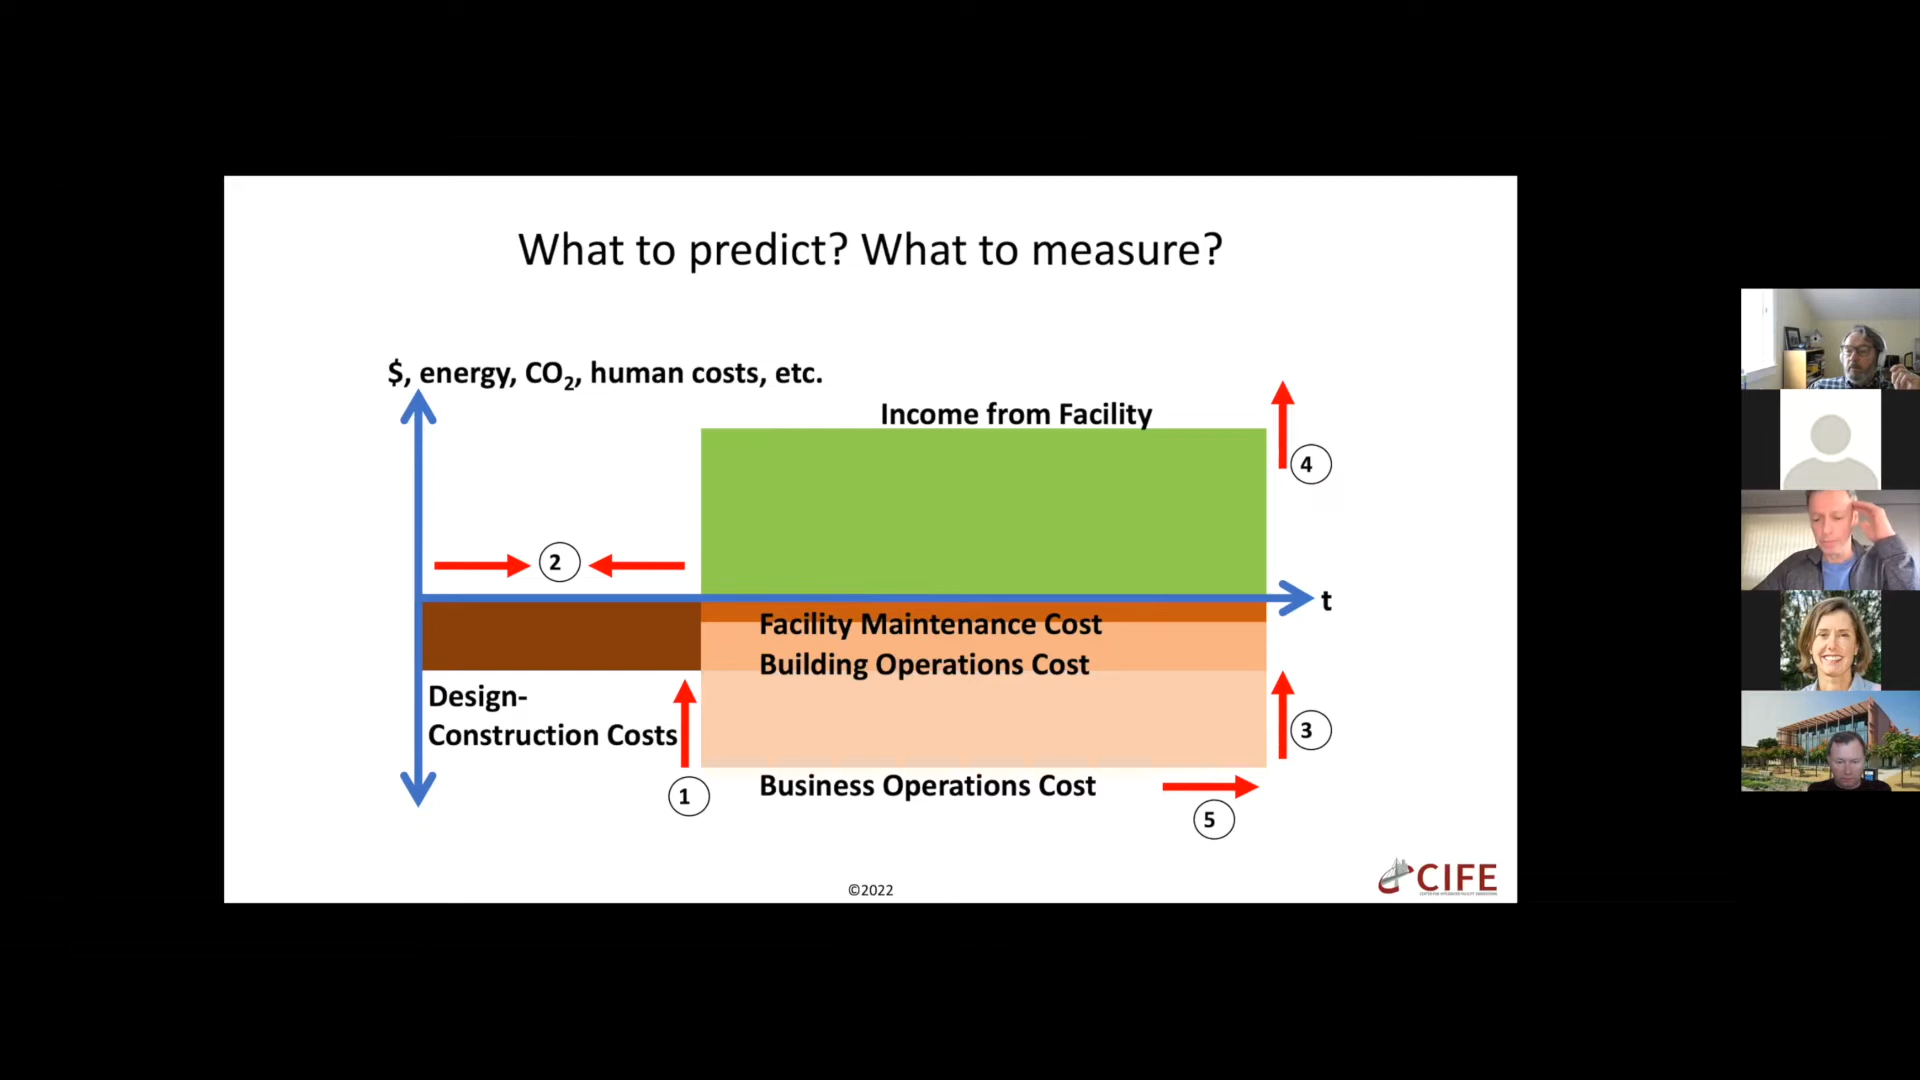 What to predict? What to measure?
$, energy, CO₂, human costs, etc.
Income from Facility
4
2
t
Facility Maintenance Cost
Building Operations Cost
Design-
Construction Costs
3
1
Business Operations Cost
5
©2022
CIFE